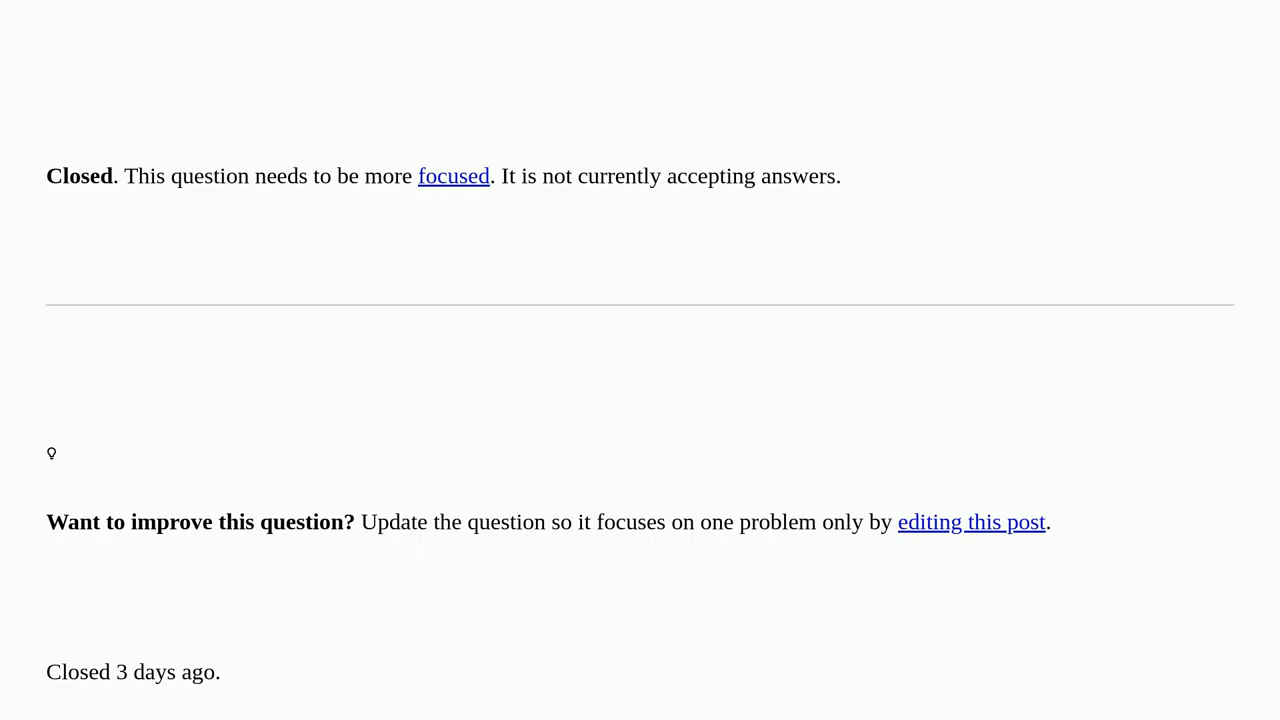 Closed. This question needs to be more focused. It is not currently accepting answers.
Want to improve this question? Update the question so it focuses on one problem only by editing this post.
Closed 3 days ago.